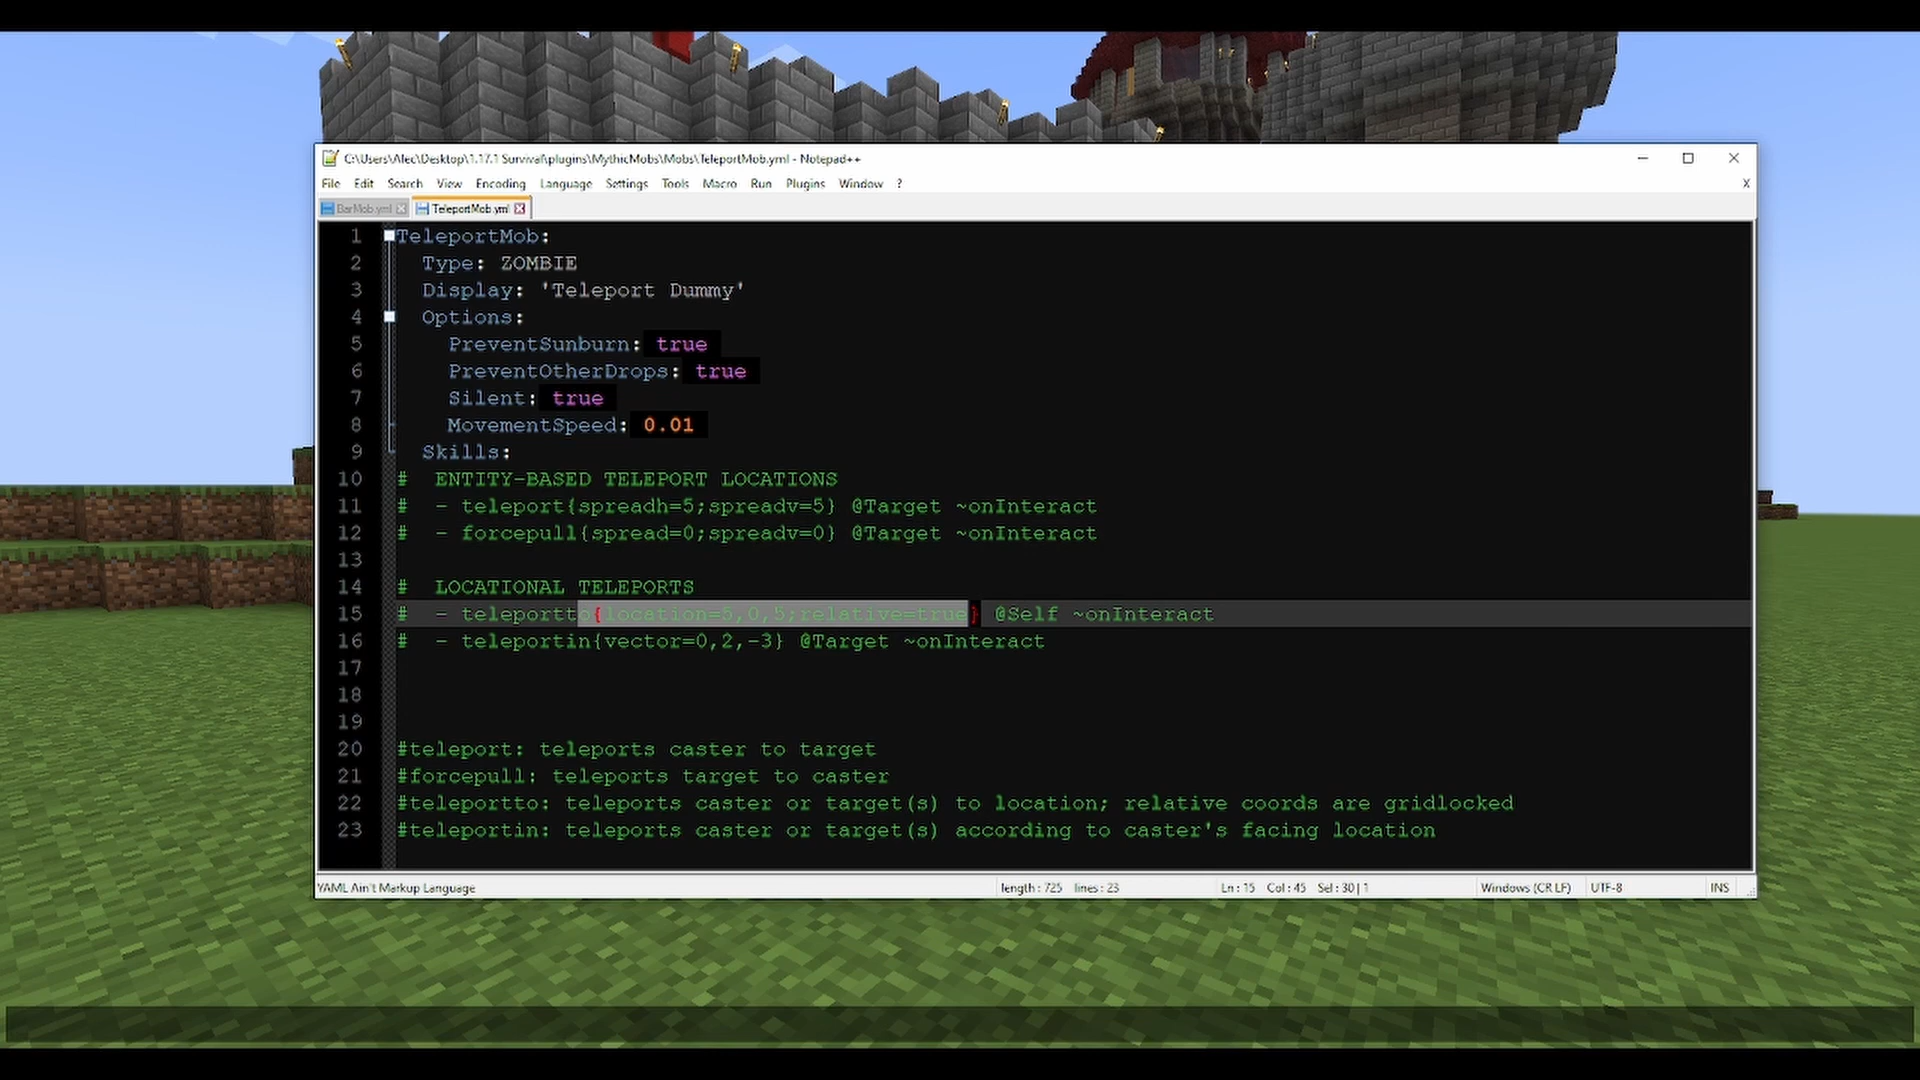 C:\Users\Alec\Desktop\1.17.1 Survival\plugins\MythicMobs\Mobs\TeleportMob.yml - Notepad++
File Edit Search View Encoding Language Settings Tools Macro Run Plugins Window ? X
BarMob.yml TeleportMob.yml
1 TeleportMob:
2 Type: ZOMBIE
3 Display: 'Teleport Dummy'
4 Options:
5 PreventSunburn: true
6 PreventOtherDrops: true
7 Silent: true
8 MovementSpeed: 0.01
9 Skills:
10 # ENTITY-BASED TELEPORT LOCATIONS
11 # - teleport{spreadh=5;spreadv=5} @Target ~onInteract
12 # - forcepull{spread=0;spreadv=0} @Target ~onInteract
13
14 # LOCATIONAL TELEPORTS
15 # - teleportto{location=5,0,5;relative=true} @Self ~onInteract
16 # - teleportin{vector=0,2,-3} @Target ~onInteract
17
18
19
20 #teleport: teleports caster to target
21 #forcepull: teleports target to caster
22 #teleportto: teleports caster or target(s) to location; relative coords are gridlocked
23 #teleportin: teleports caster or target(s) according to caster's facing location
YAML Ain't Markup Language length : 725 lines : 23 Ln : 15 Col : 45 Sel : 30 | 1 Windows (CR LF) UTF-8 INS